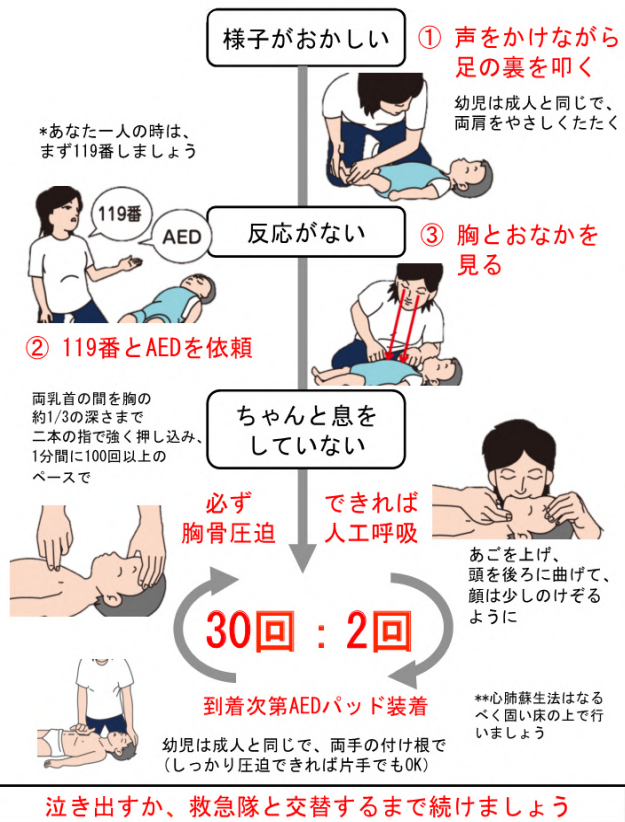 様子がおかしい
① 声をかけながら
足の裏を叩く
幼児は成人と同じで、
両肩をやさしくたたく
*あなた一人の時は、
まず119番しましょう
119番
AED
反応がない
② 119番とAEDを依頼
③ 胸とおなかを
見る
ちゃんと息を
していない
両乳首の間を胸の
約1/3の深さまで
二本の指で強く押し込み、
1分間に100回以上の
ペースで
必ず
胸骨圧迫
できれば
人工呼吸
あごを上げ、
頭を後ろに曲げて、
顔は少しのけぞる
ように
30回：2回
到着次第AEDパッド装着
幼児は成人と同じで、両手の付け根で
(しっかり圧迫できれば片手でもOK)
**心肺蘇生法はなる
べく固い床の上で行
いましょう
泣き出すか、救急隊と交替するまで続けましょう